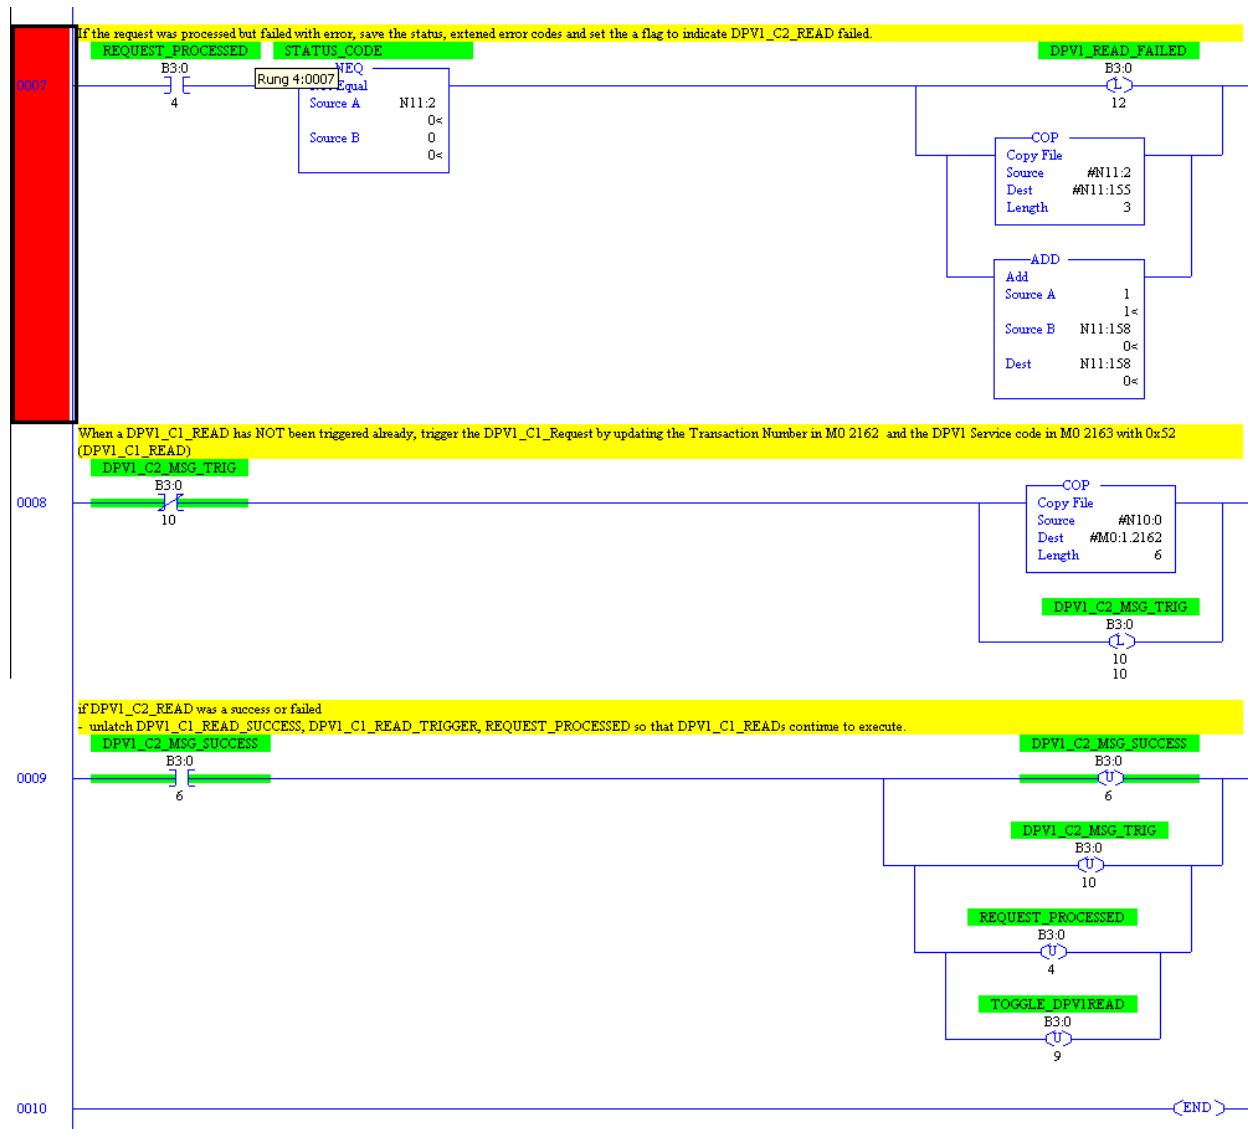 If the request was processed but failed with error, save the status, extened error codes and set the a flag to indicate DPV1_C2_READ failed.
REQUEST_PROCESSED STATUS_CODE DPV1_READ_FAILED
B3:0 NEQ B3:0
0007 Rung 4:0007 Equal L
4 Source A N11:2 12
0<
Source B 0
0<
COP
Copy File
Source #N11:2
Dest #N11:155
Length 3
ADD
Add
Source A 1
1<
Source B N11:158
0<
Dest N11:158
0<
When a DPV1_C1_READ has NOT been triggered already, trigger the DPV1_C1_Request by updating the Transaction Number in M0 2162 and the DPV1 Service code in M0 2163 with 0x52
(DPV1_C1_READ)
DPV1_C2_MSG_TRIG
B3:0 COP
0008 Copy File
10 Source #N10:0
Dest #M0:1.2162
Length 6
DPV1_C2_MSG_TRIG
B3:0
L
10
10
if DPV1_C2_READ was a success or failed
- unlatch DPV1_C1_READ_SUCCESS, DPV1_C1_READ_TRIGGER, REQUEST_PROCESSED so that DPV1_C1_READs continue to execute.
DPV1_C2_MSG_SUCCESS DPV1_C2_MSG_SUCCESS
B3:0 B3:0
0009 U
6 6
DPV1_C2_MSG_TRIG
B3:0
U
10
REQUEST_PROCESSED
B3:0
U
4
TOGGLE_DPV1READ
B3:0
U
9
0010 END